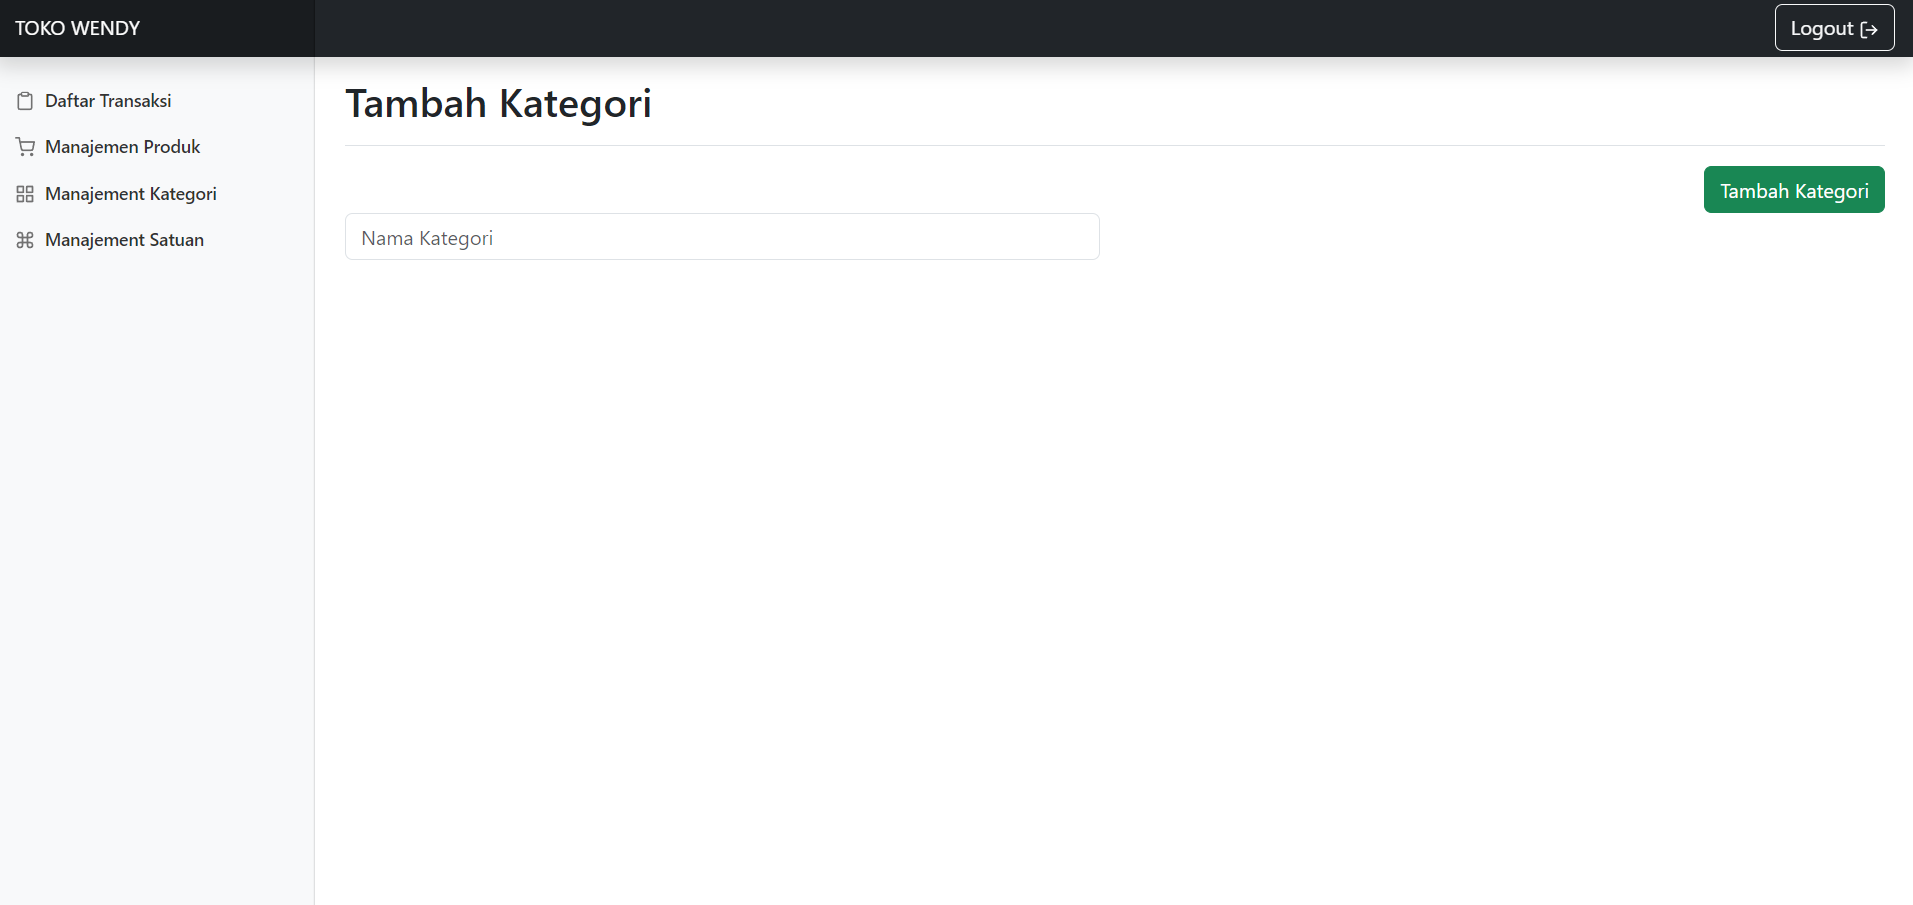 TOKO WENDY
Logout
Daftar Transaksi
Manajemen Produk
Manajement Kategori
Manajement Satuan
Tambah Kategori
Tambah Kategori
Nama Kategori